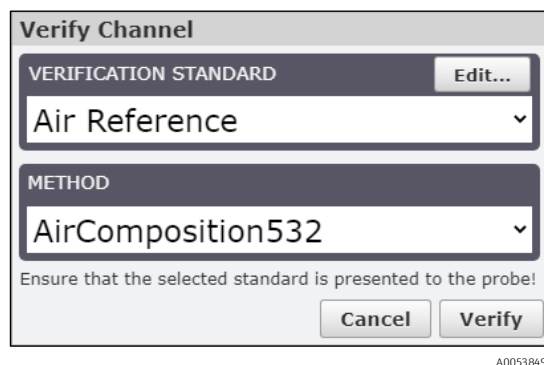 Verify Channel
VERIFICATION STANDARD
Edit...
Air Reference
METHOD
AirComposition532
Ensure that the selected standard is presented to the probe!
Cancel Verify
A0053849